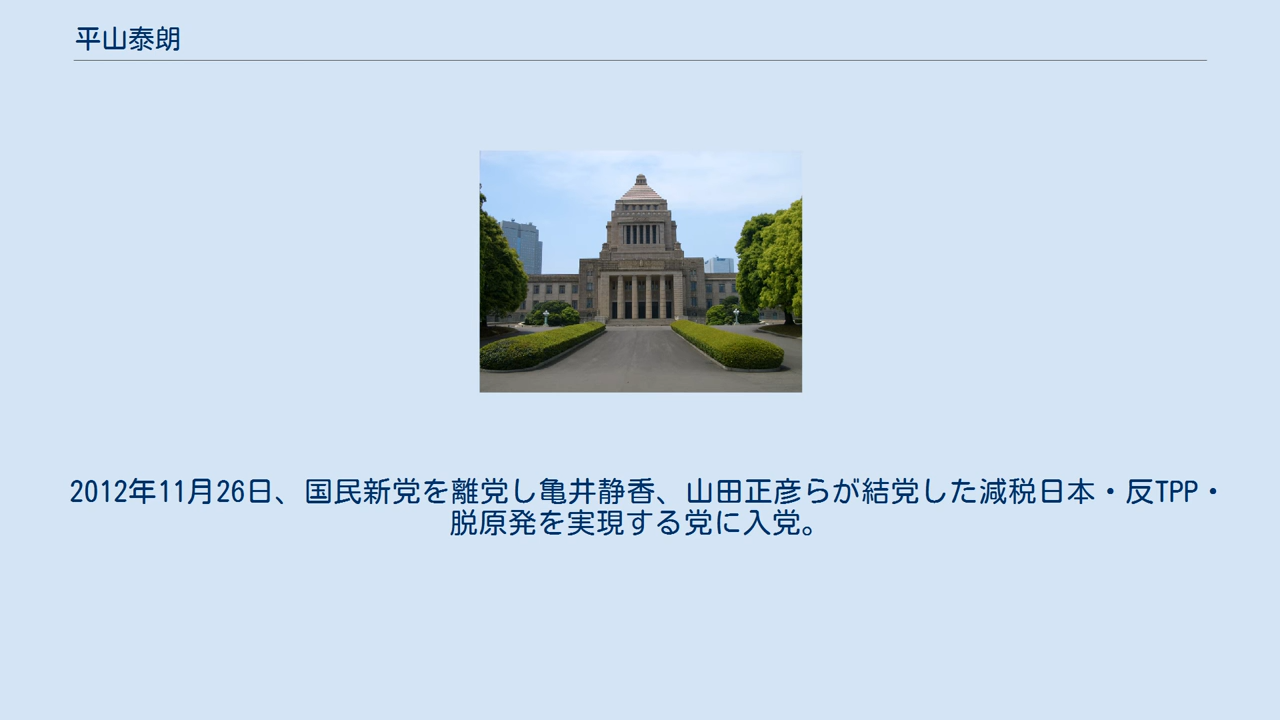 平山泰朗
2012年11月26日、国民新党を離党し亀井静香、山田正彦らが結党した減税日本・反TPP・
脱原発を実現する党に入党。